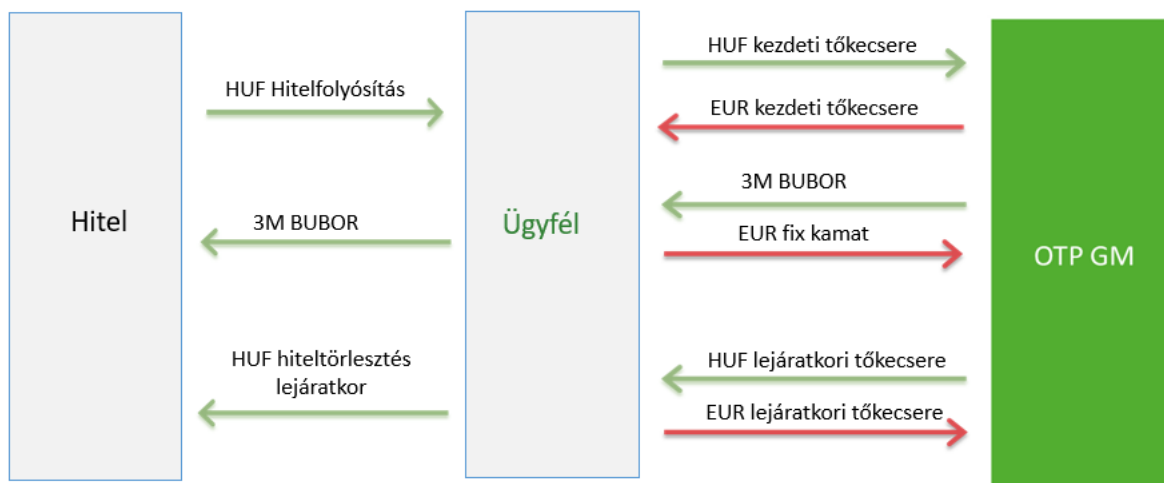 Hitel
HUF Hitelfolyósítás
3M BUBOR
HUF hiteltörlesztés
lejáratkor
Ügyfél
HUF kezdeti tőkecsere
EUR kezdeti tőkecsere
3M BUBOR
EUR fix kamat
HUF lejáratkori tőkecsere
EUR lejáratkori tőkecsere
OTP GM